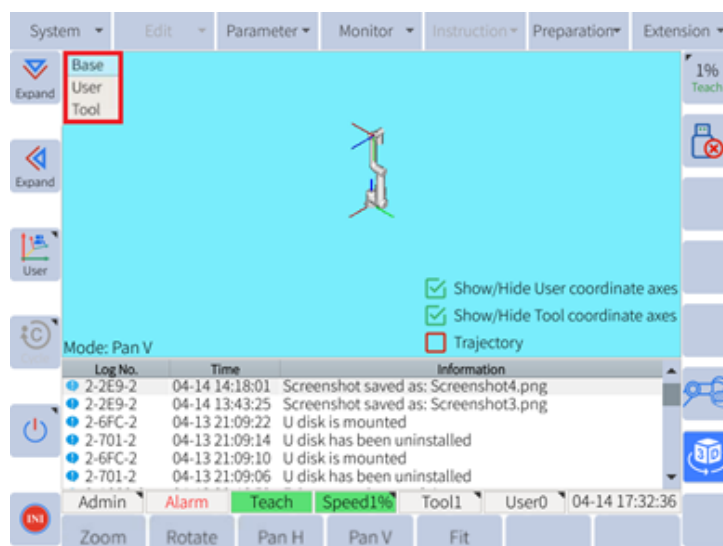 System Edit Parameter Monitor Instruction Preparation Extension
Expand
Base
User
Tool
1%
Teach
Expand
User
Show/Hide User coordinate axes
Show/Hide Tool coordinate axes
Trajectory
Mode: Pan V
Log No. Time Information
2-2E9-2 04-14 14:18:01 Screenshot saved as: Screenshot4.png
2-2E9-2 04-14 13:43:25 Screenshot saved as: Screenshot3.png
2-6FC-2 04-13 21:09:22 U disk is mounted
2-701-2 04-13 21:09:14 U disk has been uninstalled
2-6FC-2 04-13 21:09:10 U disk is mounted
2-701-2 04-13 21:09:06 U disk has been uninstalled
3D
Admin Alarm Teach Speed1% Tool1 User0 04-14 17:32:36
INI
Zoom Rotate Pan H Pan V Fit